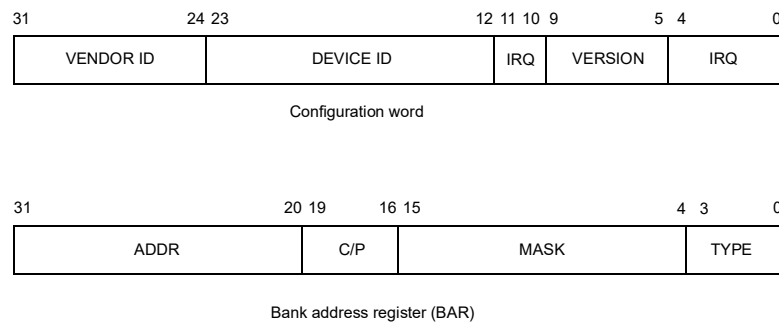 31 24 23 12 11 10 9 5 4 0
VENDOR ID DEVICE ID IRQ VERSION IRQ
Configuration word
31 20 19 16 15 4 3 0
ADDR C/P MASK TYPE
Bank address register (BAR)